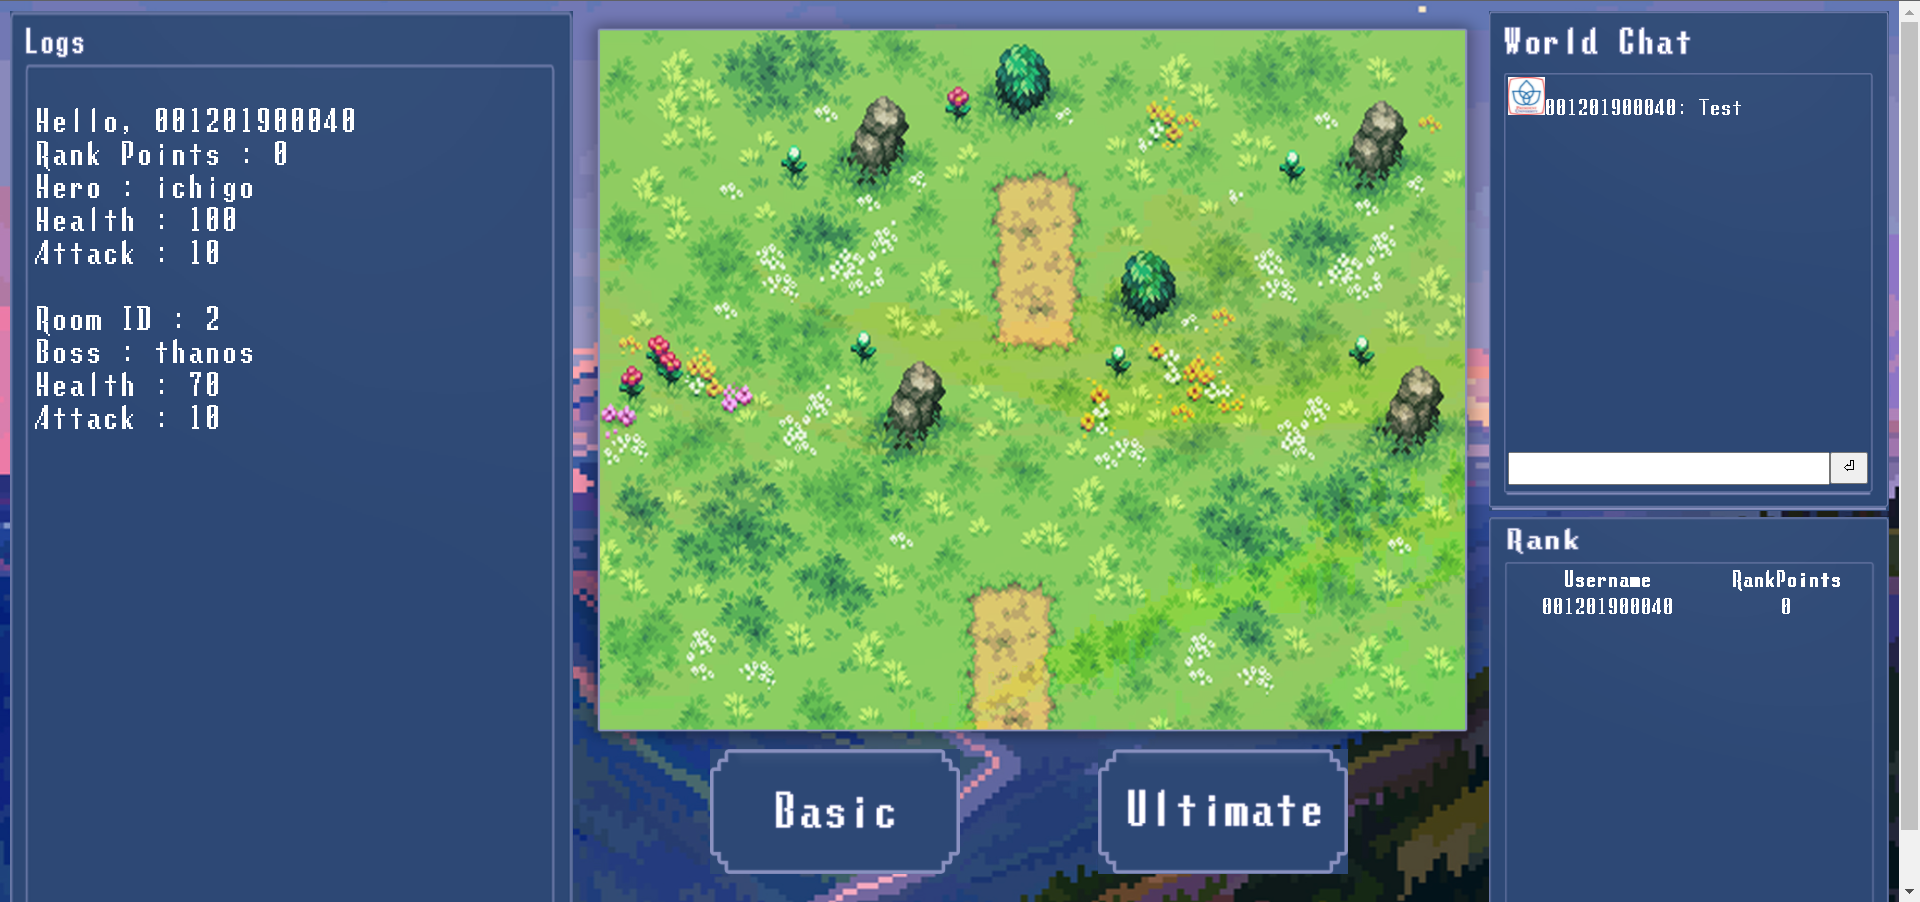 Logs
Hello, 001201900040
Rank Points : 0
Hero : ichigo
Health : 100
Attack : 10
Room ID : 2
Boss : thanos
Health : 70
Attack : 10
Basic
Ultimate
World Chat
001201900040: Test
⏎
Rank
Username RankPoints
001201900040 0